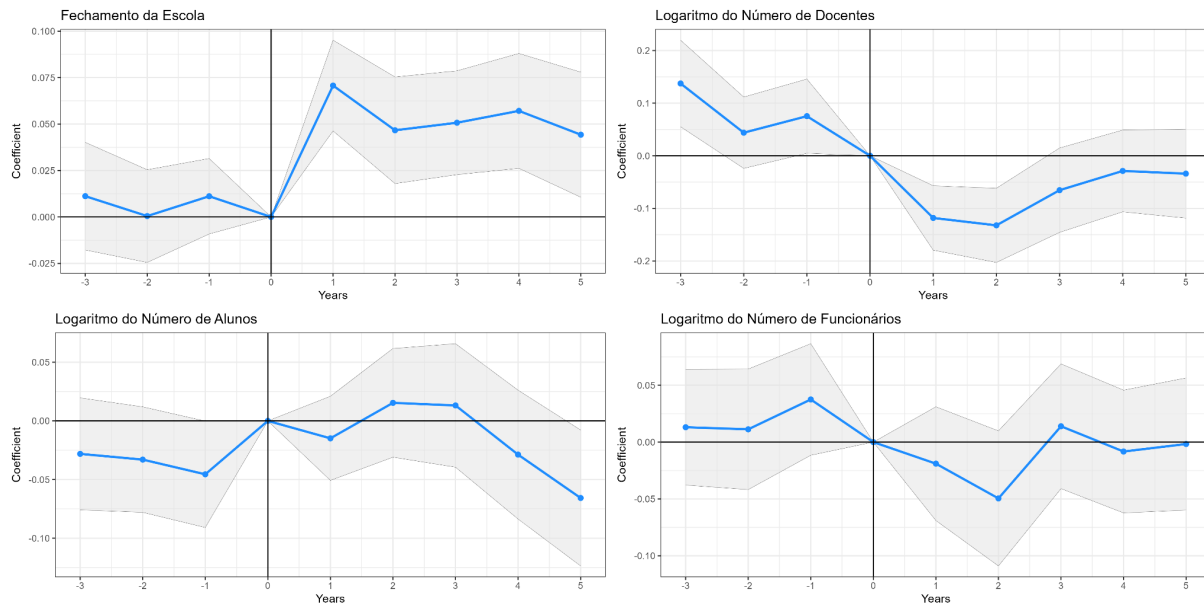 Fechamento da Escola
0.100
0.075
0.050
0.025
0.000
-0.025
Coefficient
-3 -2 -1 0 1 2 3 4 5
Years
Logaritmo do Número de Docentes
0.2
0.1
0.0
-0.1
-0.2
Coefficient
-3 -2 -1 0 1 2 3 4 5
Years
Logaritmo do Número de Alunos
0.05
0.00
-0.05
-0.10
Coefficient
-3 -2 -1 0 1 2 3 4 5
Years
Logaritmo do Número de Funcionários
0.05
0.00
-0.05
-0.10
Coefficient
-3 -2 -1 0 1 2 3 4 5
Years